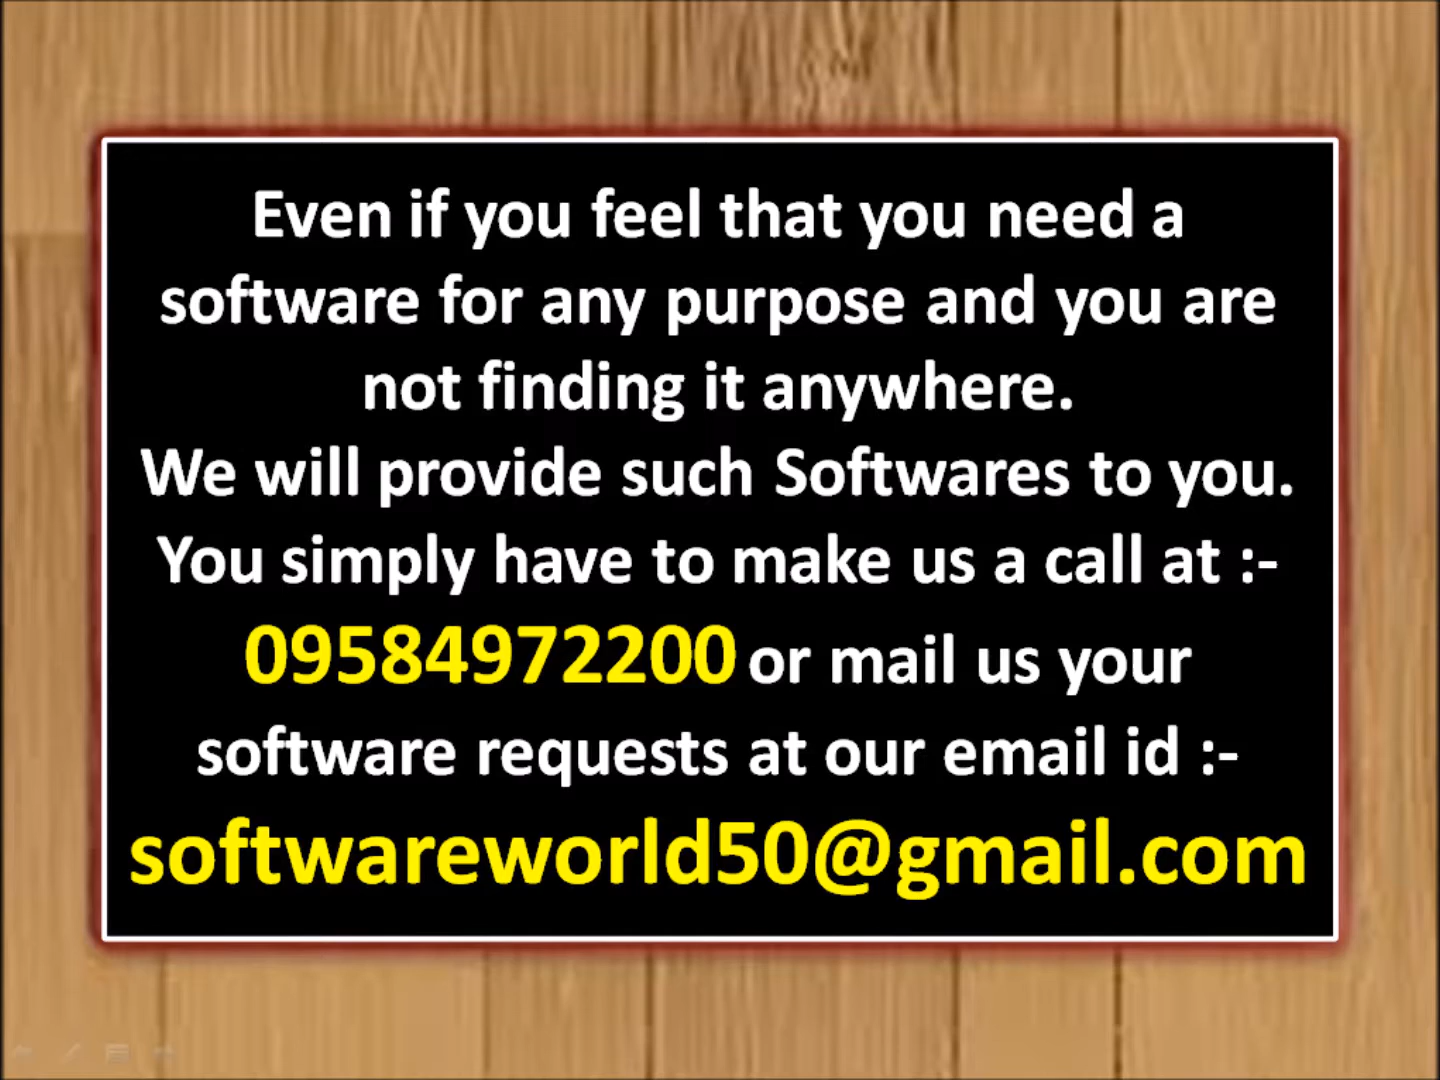 Even if you feel that you need a
software for any purpose and you are
not finding it anywhere.
We will provide such Softwares to you.
You simply have to make us a call at :-
09584972200 or mail us your
software requests at our email id :-
softwareworld50@gmail.com